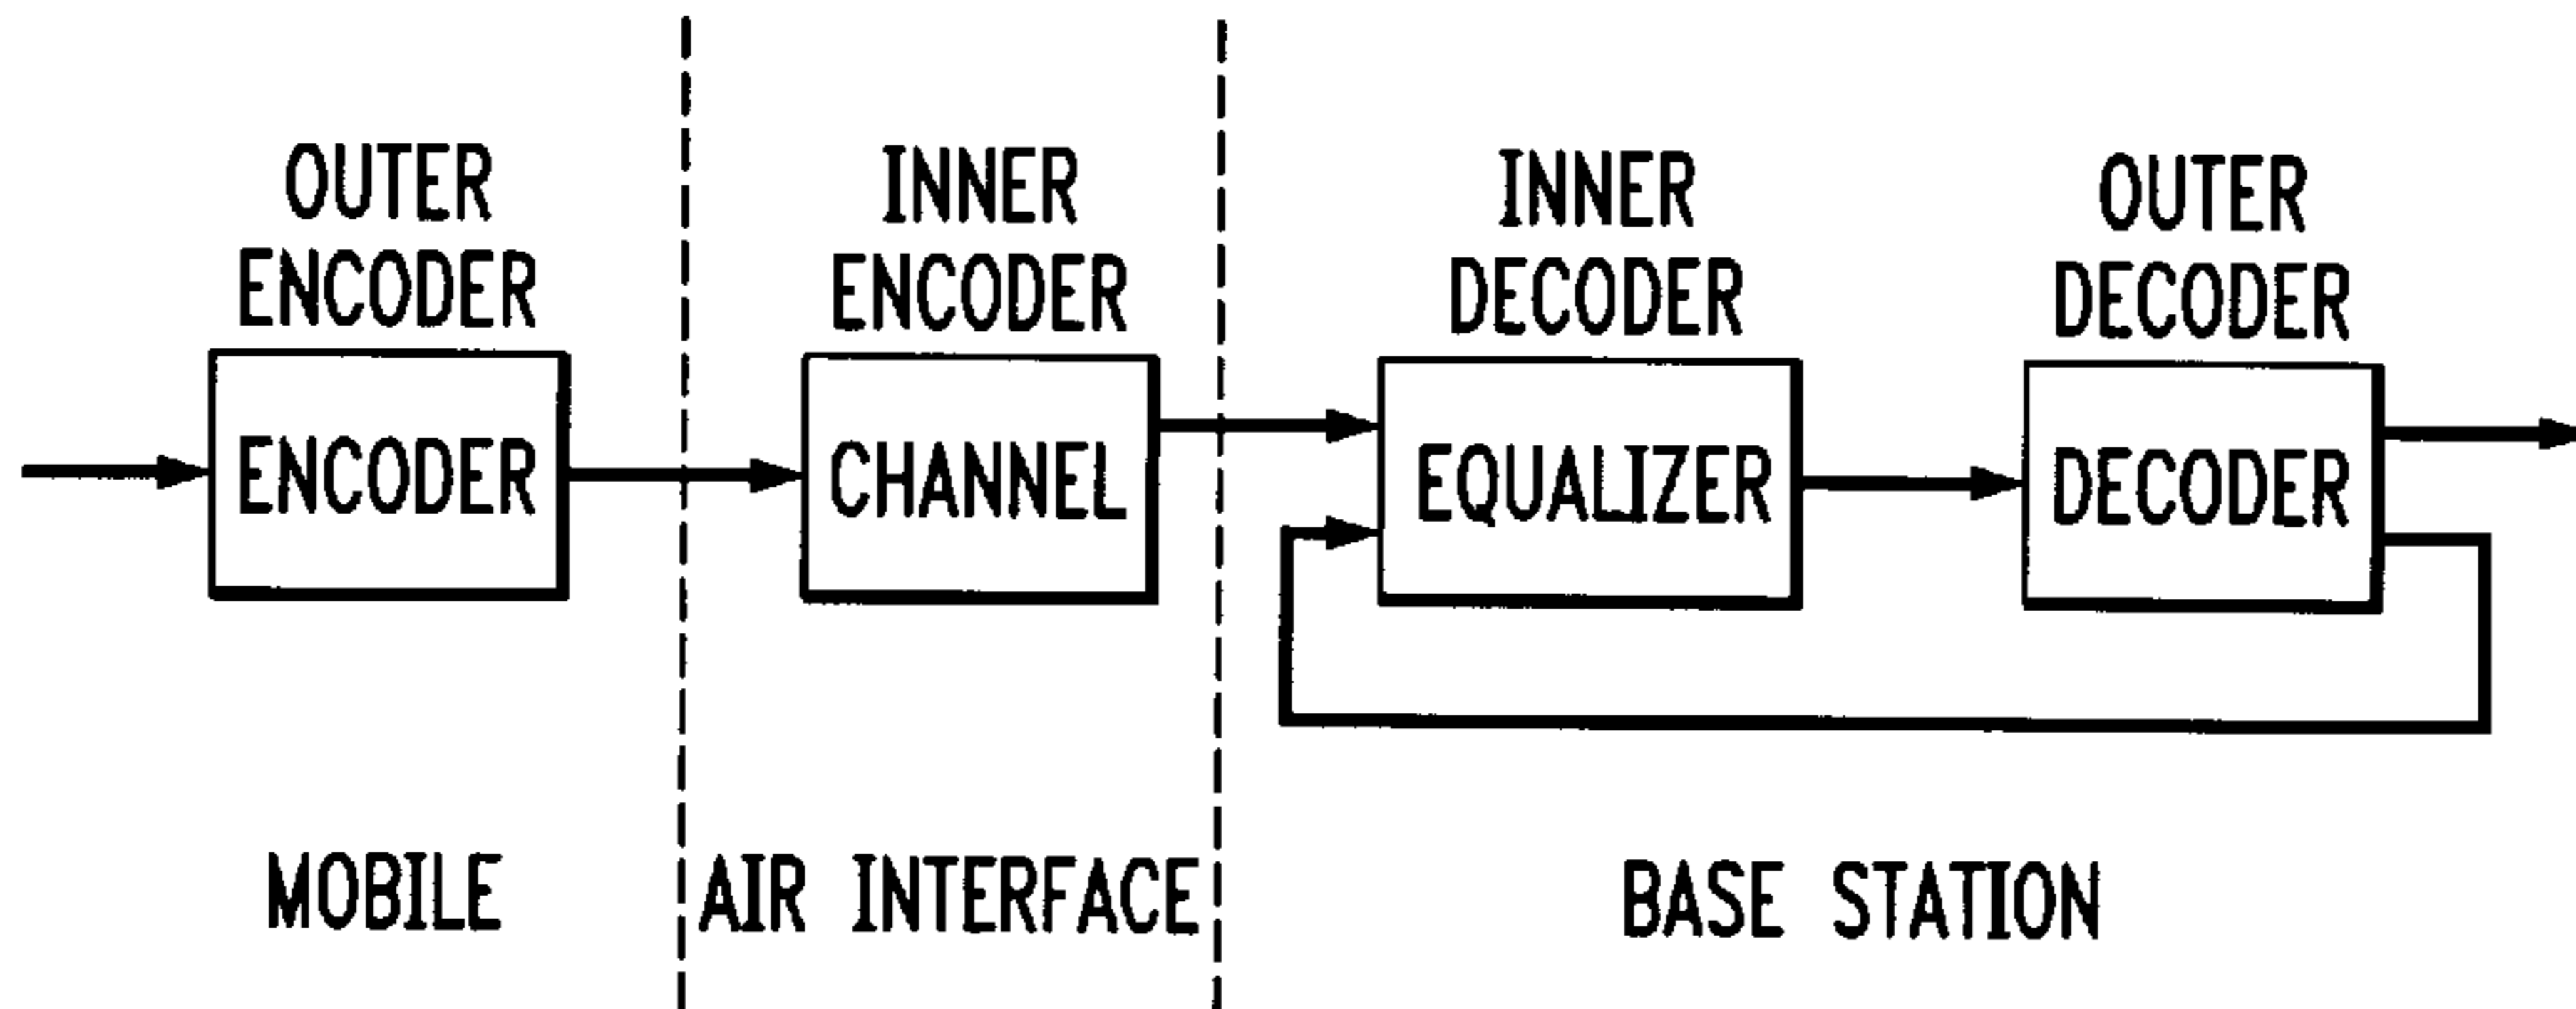 OUTER
ENCODER
ENCODER
INNER
ENCODER
CHANNEL
INNER
DECODER
EQUALIZER
OUTER
DECODER
DECODER
MOBILE
AIR INTERFACE
BASE STATION